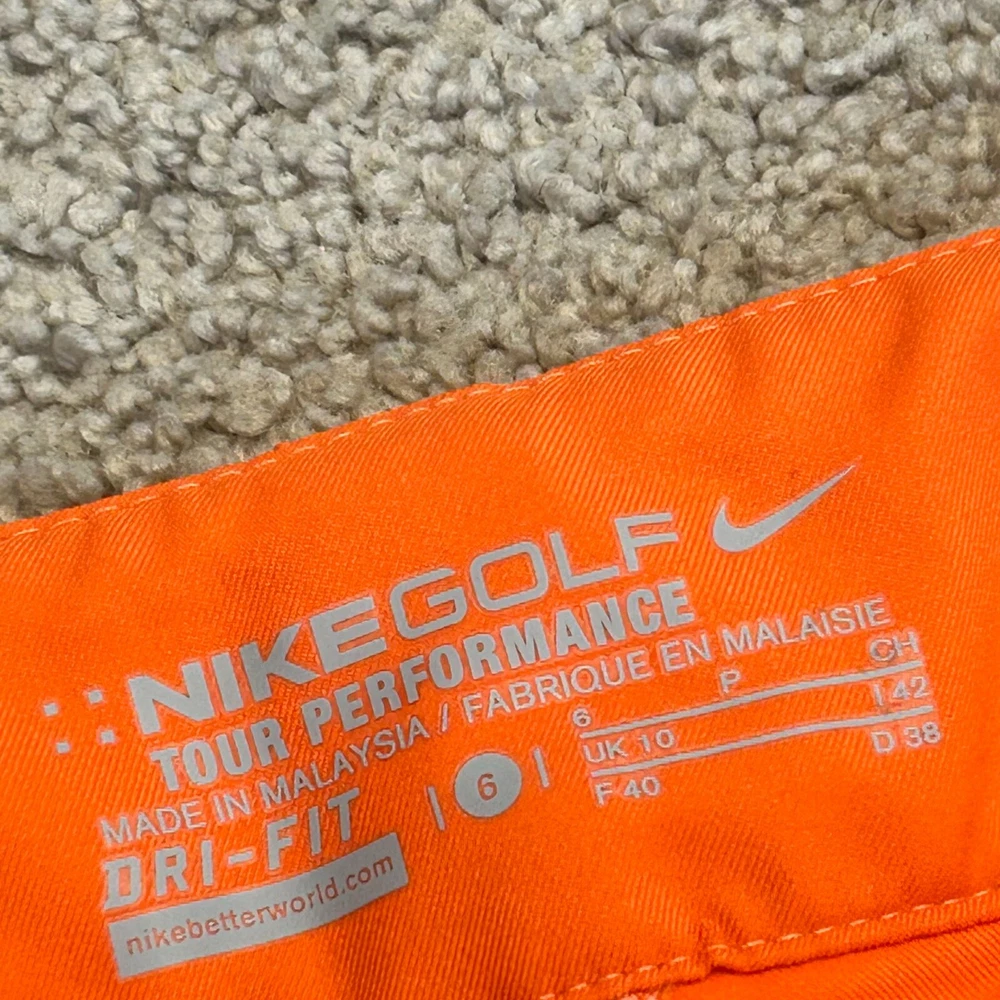 NIKEGOLF
TOUR PERFORMANCE
MADE IN MALAYSIA / FABRIQUE EN MALAISIE
DRI-FIT
6
6 P CH
UK 10 I 42
F 40 D 38
nikebetterworld.com